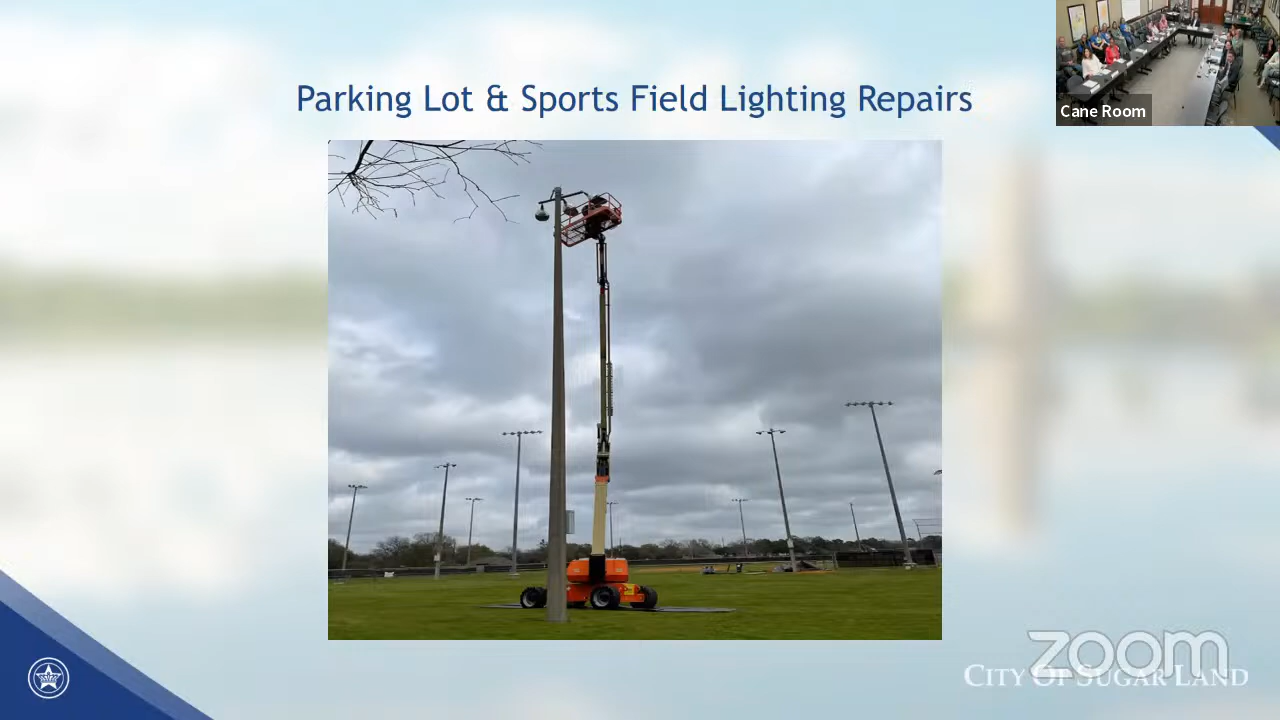 Parking Lot & Sports Field Lighting Repairs
Cane Room
zoom
CITY OF SUGAR LAND